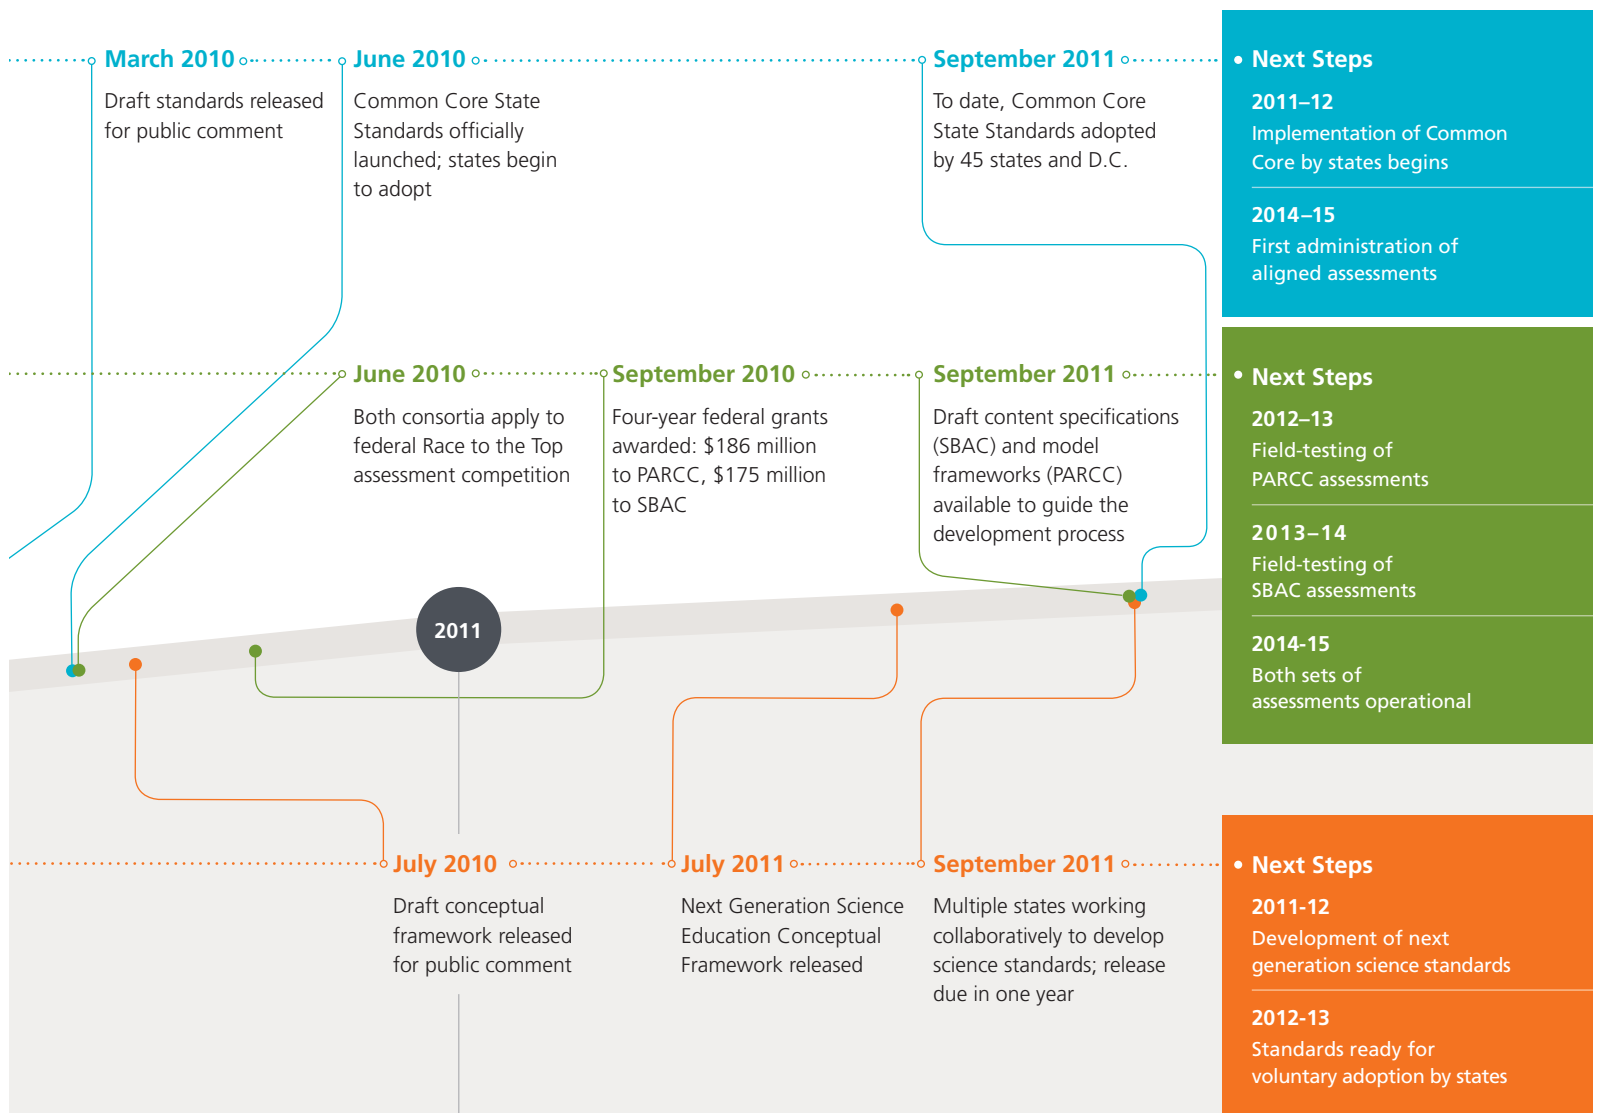 March 2010
Draft standards released
for public comment
June 2010
Common Core State
Standards officially
launched; states begin
to adopt
September 2011
To date, Common Core
State Standards adopted
by 45 states and D.C.
Next Steps
2011–12
Implementation of Common
Core by states begins
2014–15
First administration of
aligned assessments
June 2010
Both consortia apply to
federal Race to the Top
assessment competition
September 2010
Four-year federal grants
awarded: $186 million
to PARCC, $175 million
to SBAC
September 2011
Draft content specifications
(SBAC) and model
frameworks (PARCC)
available to guide the
development process
Next Steps
2012–13
Field-testing of
PARCC assessments
2013–14
Field-testing of
SBAC assessments
2014-15
Both sets of
assessments operational
2011
July 2010
Draft conceptual
framework released
for public comment
July 2011
Next Generation Science
Education Conceptual
Framework released
September 2011
Multiple states working
collaboratively to develop
science standards; release
due in one year
Next Steps
2011-12
Development of next
generation science standards
2012-13
Standards ready for
voluntary adoption by states